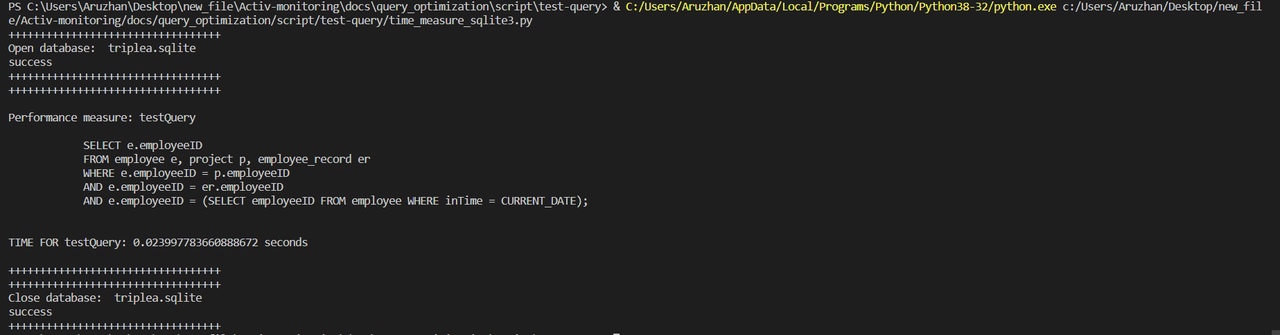 PS C:\Users\Aruzhan\Desktop\new_file\Activ-monitoring\docs\query_optimization\script\test-query> & C:/Users/Aruzhan/AppData/Local/Programs/Python/Python38-32/python.exe c:/Users/Aruzhan/Desktop/new_fil
e/Activ-monitoring/docs/query_optimization/script/test-query/time_measure_sqlite3.py
++++++++++++++++++++++++++++++++++
Open database:  triplea.sqlite
success
++++++++++++++++++++++++++++++++++
++++++++++++++++++++++++++++++++++
Performance measure: testQuery
SELECT e.employeeID
FROM employee e, project p, employee_record er
WHERE e.employeeID = p.employeeID
AND e.employeeID = er.employeeID
AND e.employeeID = (SELECT employeeID FROM employee WHERE inTime = CURRENT_DATE);
TIME FOR testQuery: 0.023997783660888672 seconds
++++++++++++++++++++++++++++++++++
++++++++++++++++++++++++++++++++++
Close database:  triplea.sqlite
success
++++++++++++++++++++++++++++++++++